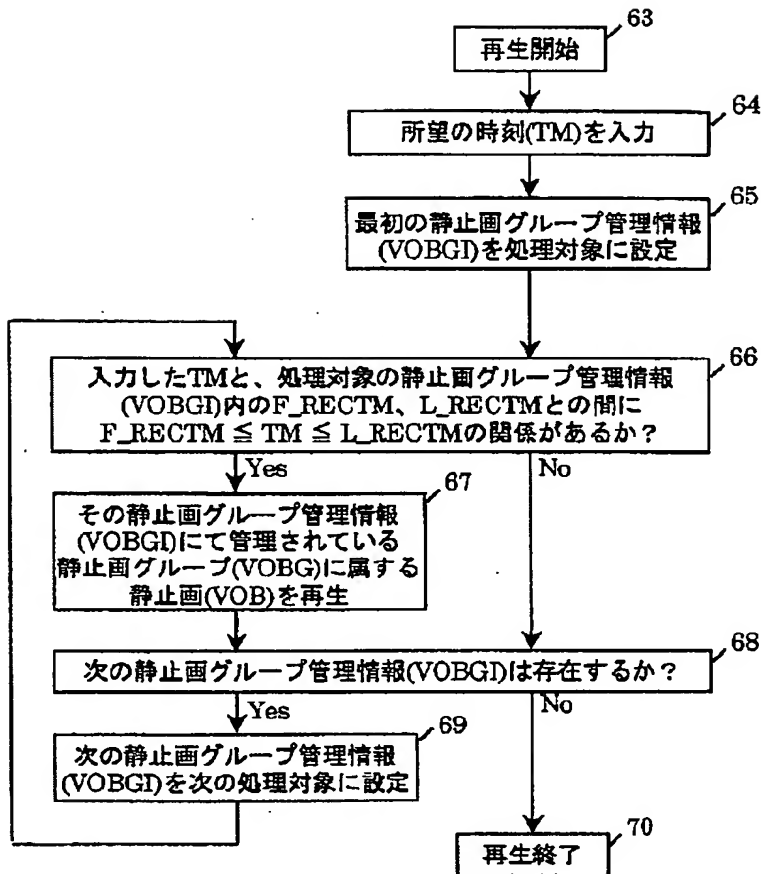 63
再生開始
64
所望の時刻(TM)を入力
65
最初の静止画グループ管理情報
(VOBGI)を処理対象に設定
66
入力したTMと、処理対象の静止画グループ管理情報
(VOBGI)内のF_RECTM、L_RECTMとの間に
F_RECTM ≦ TM ≦ L_RECTMの関係があるか？
Yes
No
67
その静止画グループ管理情報
(VOBGI)にて管理されている
静止画グループ(VOBG)に属する
静止画(VOB)を再生
68
次の静止画グループ管理情報(VOBGI)は存在するか？
Yes
No
69
次の静止画グループ管理情報
(VOBGI)を次の処理対象に設定
70
再生終了